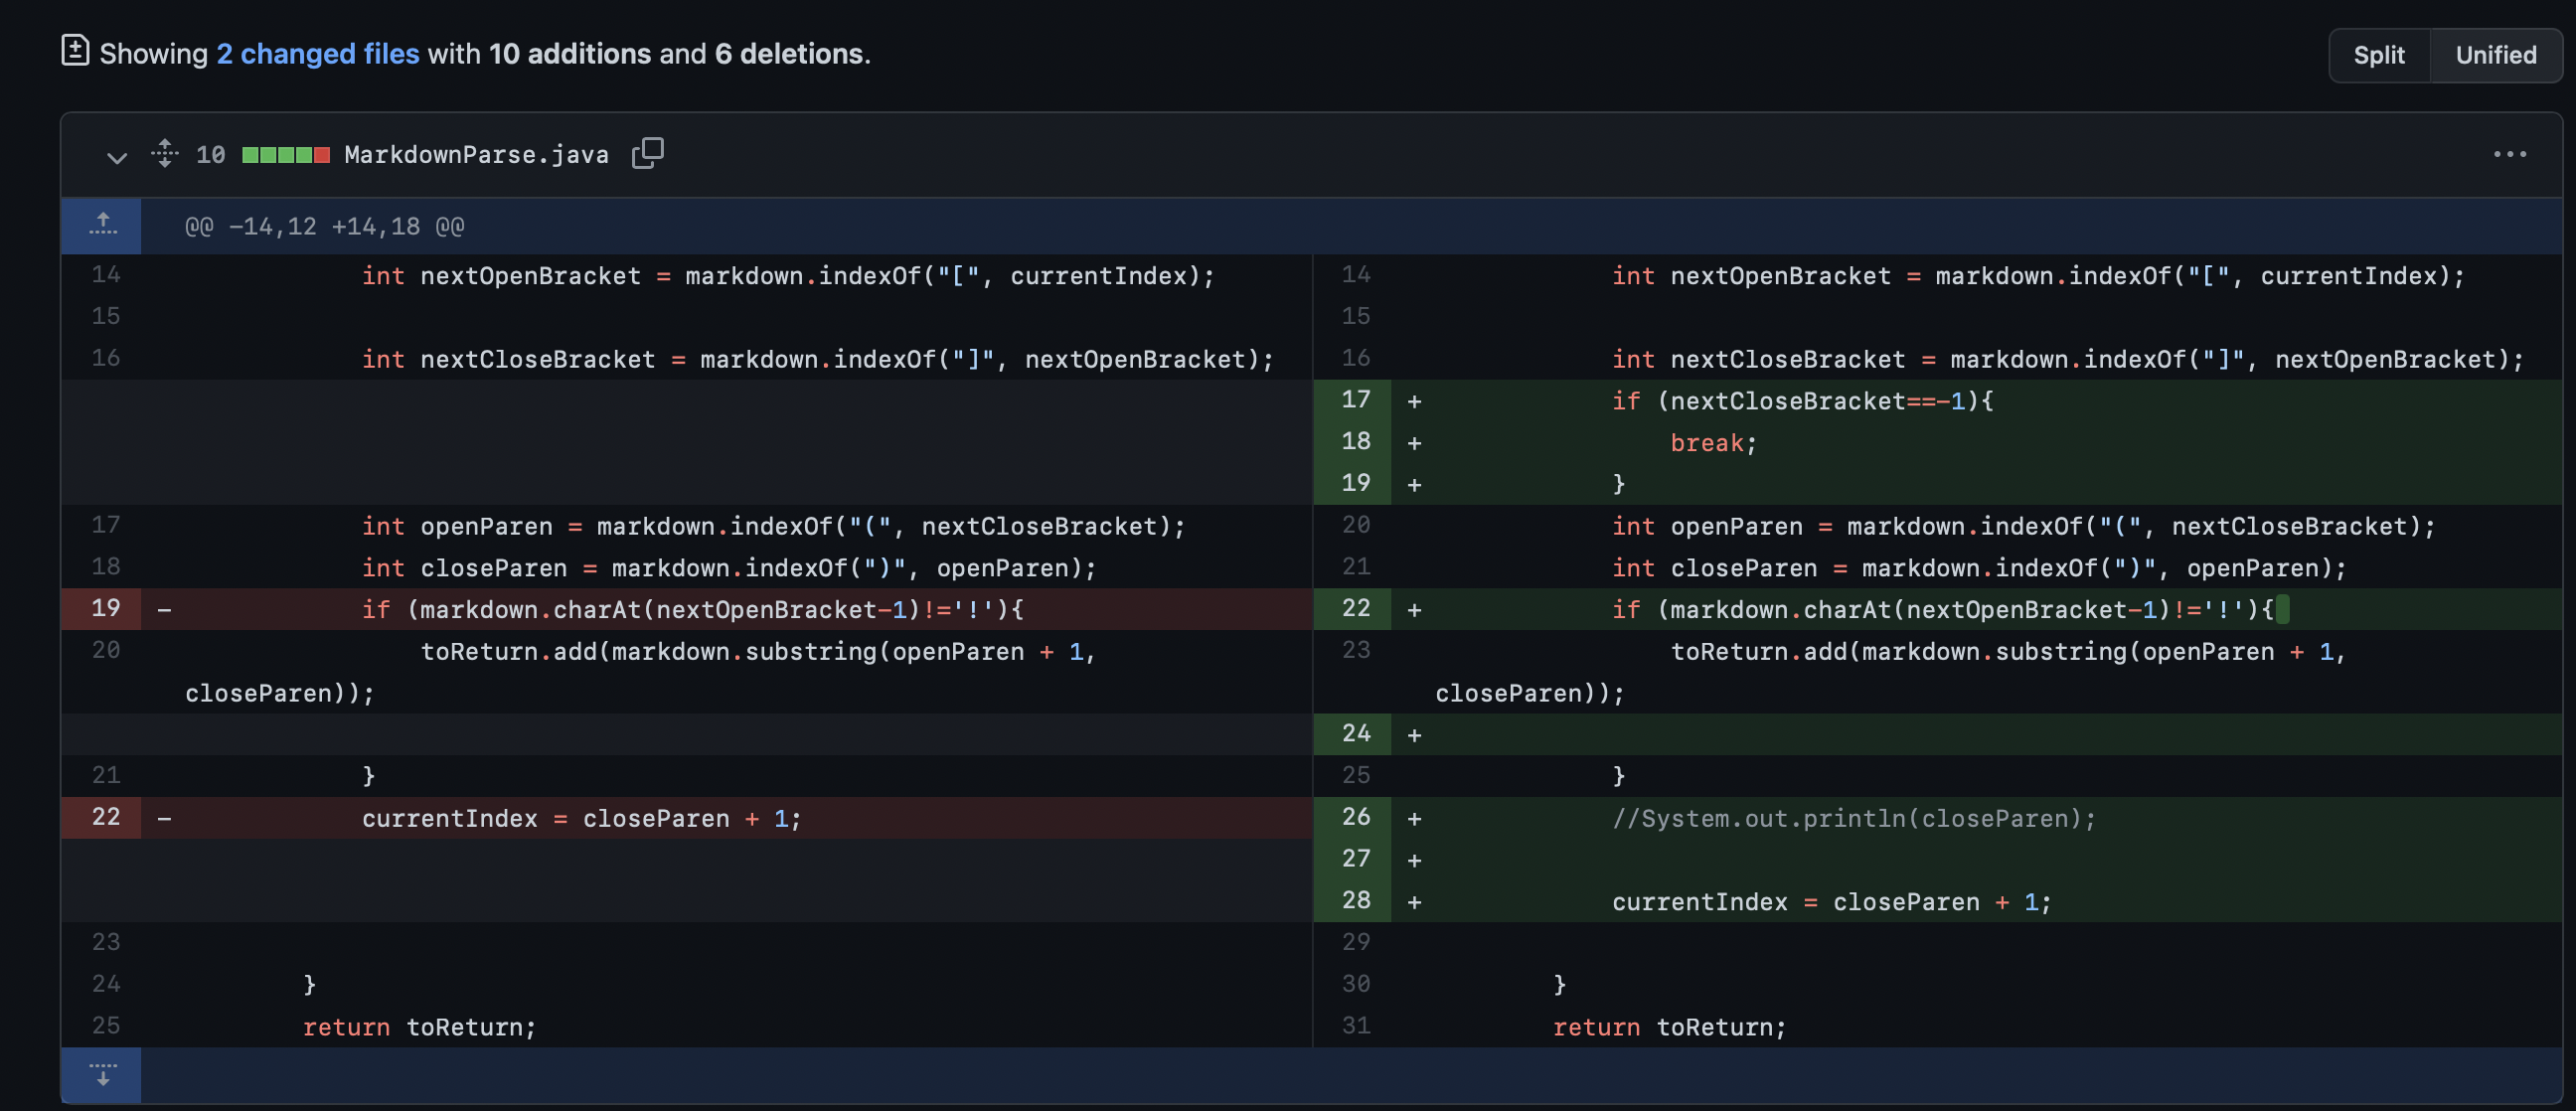 Showing 2 changed files with 10 additions and 6 deletions.
Split Unified
10 MarkdownParse.java
@@ -14,12 +14,18 @@
14 int nextOpenBracket = markdown.indexOf("[", currentIndex);
15
16 int nextCloseBracket = markdown.indexOf("]", nextOpenBracket);
17 int openParen = markdown.indexOf("(", nextCloseBracket);
18 int closeParen = markdown.indexOf(")", openParen);
19 - if (markdown.charAt(nextOpenBracket-1)!='!'){
20 toReturn.add(markdown.substring(openParen + 1,
closeParen));
21 }
22 - currentIndex = closeParen + 1;
23
24 }
25 return toReturn;
14 int nextOpenBracket = markdown.indexOf("[", currentIndex);
15
16 int nextCloseBracket = markdown.indexOf("]", nextOpenBracket);
17 + if (nextCloseBracket==-1){
18 + break;
19 + }
20 int openParen = markdown.indexOf("(", nextCloseBracket);
21 int closeParen = markdown.indexOf(")", openParen);
22 + if (markdown.charAt(nextOpenBracket-1)!='!'){
23 toReturn.add(markdown.substring(openParen + 1,
closeParen));
24 +
25 }
26 + //System.out.println(closeParen);
27 +
28 + currentIndex = closeParen + 1;
29
30 }
31 return toReturn;